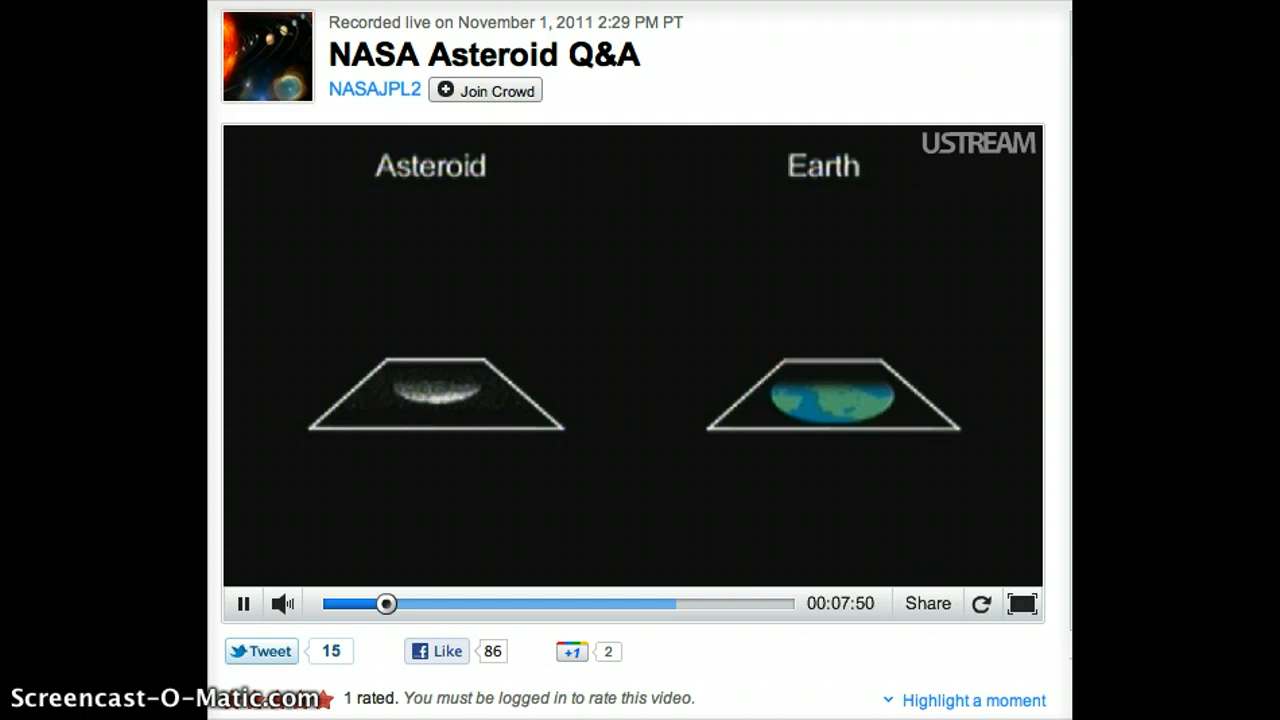 Recorded live on November 1, 2011 2:29 PM PT
NASA Asteroid Q&A
NASAJPL2 Join Crowd
USTREAM
Asteroid Earth
00:07:50 Share
Tweet 15 Like 86 +1 2
Screencast-O-Matic.com 1 rated. You must be logged in to rate this video. Highlight a moment